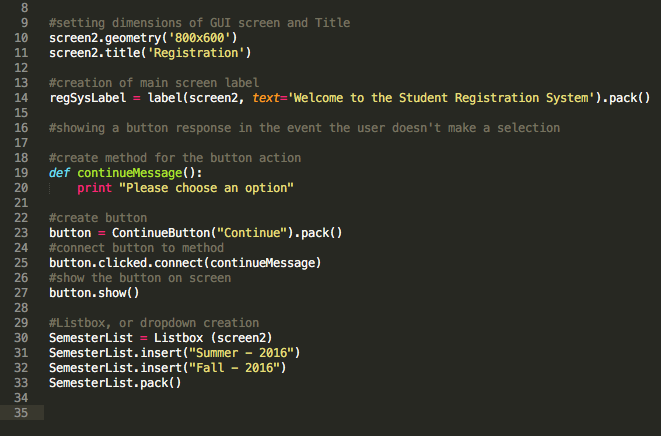 8
9 #setting dimensions of GUI screen and Title
10 screen2.geometry('800x600')
11 screen2.title('Registration')
12
13 #creation of main screen label
14 regSysLabel = label(screen2, text='Welcome to the Student Registration System').pack()
15
16 #showing a button response in the event the user doesn't make a selection
17
18 #create method for the button action
19 def continueMessage():
20     print "Please choose an option"
21
22 #create button
23 button = ContinueButton("Continue").pack()
24 #connect button to method
25 button.clicked.connect(continueMessage)
26 #show the button on screen
27 button.show()
28
29 #Listbox, or dropdown creation
30 SemesterList = Listbox (screen2)
31 SemesterList.insert("Summer – 2016")
32 SemesterList.insert("Fall – 2016")
33 SemesterList.pack()
34
35